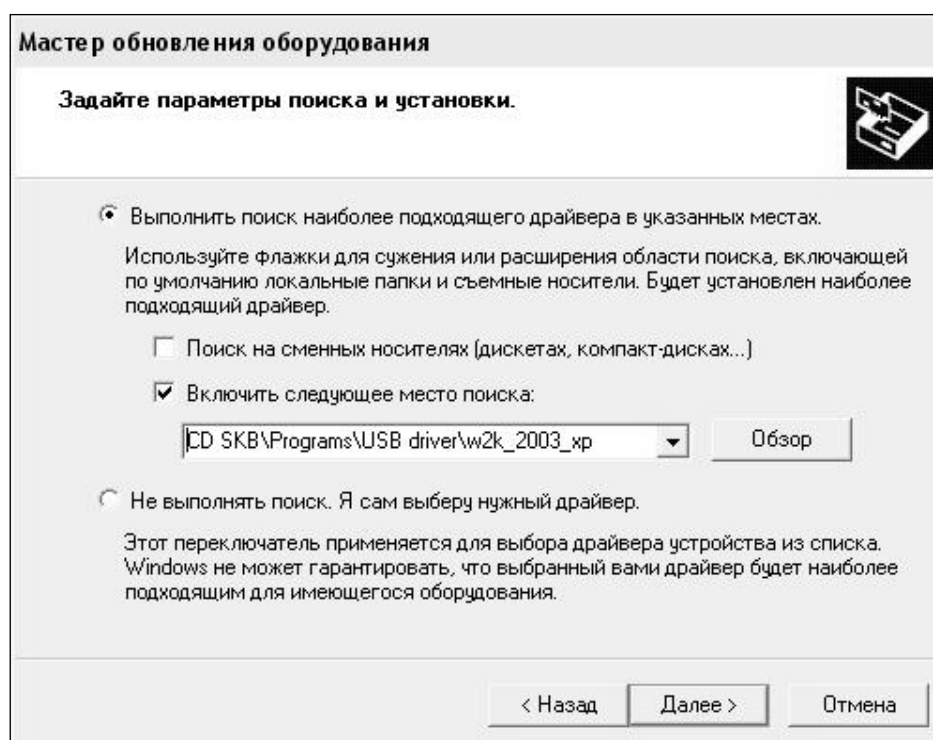 Мастер обновления оборудования
Задайте параметры поиска и установки.
Выполнить поиск наиболее подходящего драйвера в указанных местах.
Используйте флажки для сужения или расширения области поиска, включающей
по умолчанию локальные папки и съемные носители. Будет установлен наиболее
подходящий драйвер.
Поиск на сменных носителях (дискетах, компакт-дисках...)
Включить следующее место поиска:
CD SKB\Programs\USB driver\w2k_2003_xp
Обзор
Не выполнять поиск. Я сам выберу нужный драйвер.
Этот переключатель применяется для выбора драйвера устройства из списка.
Windows не может гарантировать, что выбранный вами драйвер будет наиболее
подходящим для имеющегося оборудования.
< Назад Далее > Отмена